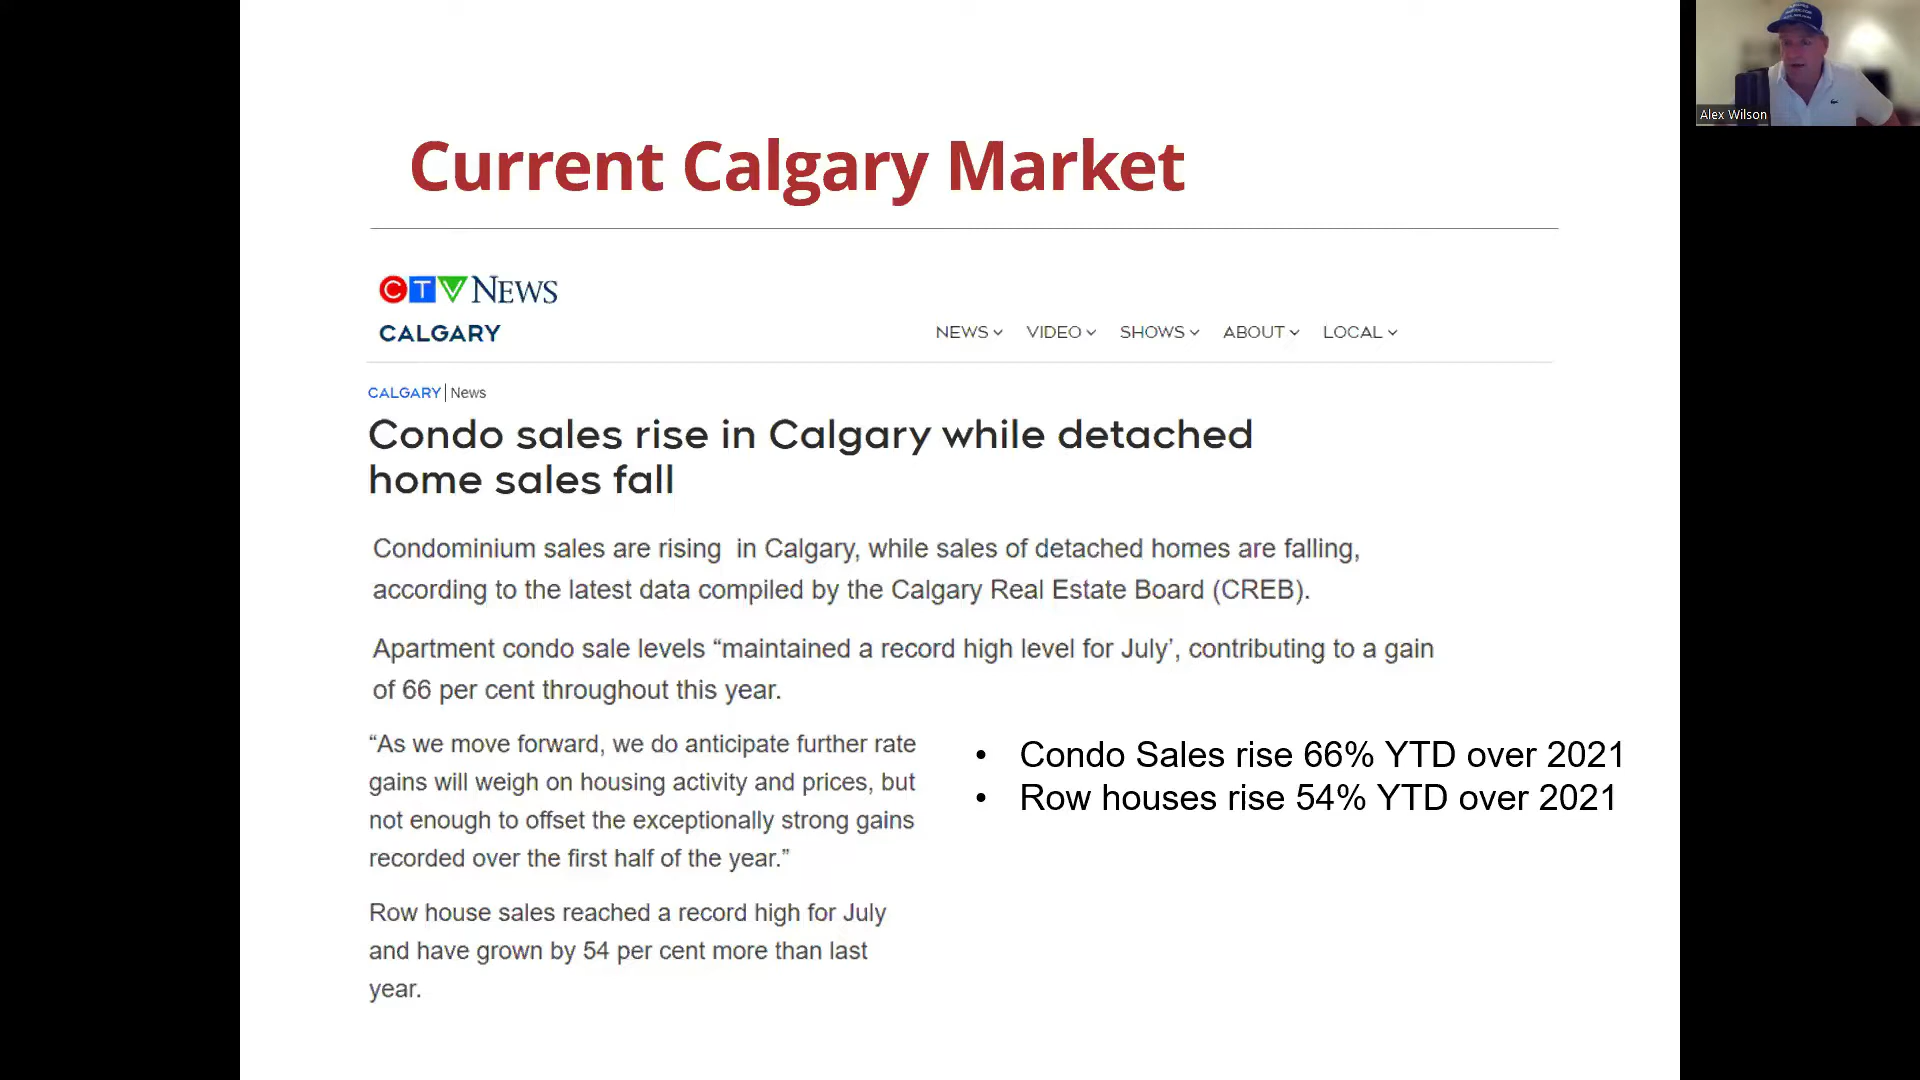 Current Calgary Market
CTV NEWS
CALGARY
NEWS VIDEO SHOWS ABOUT LOCAL
CALGARY | News
Condo sales rise in Calgary while detached
home sales fall
Condominium sales are rising  in Calgary, while sales of detached homes are falling,
according to the latest data compiled by the Calgary Real Estate Board (CREB).
Apartment condo sale levels “maintained a record high level for July’, contributing to a gain
of 66 per cent throughout this year.
“As we move forward, we do anticipate further rate
gains will weigh on housing activity and prices, but
not enough to offset the exceptionally strong gains
recorded over the first half of the year.”
Row house sales reached a record high for July
and have grown by 54 per cent more than last
year.
• Condo Sales rise 66% YTD over 2021
• Row houses rise 54% YTD over 2021
Alex Wilson